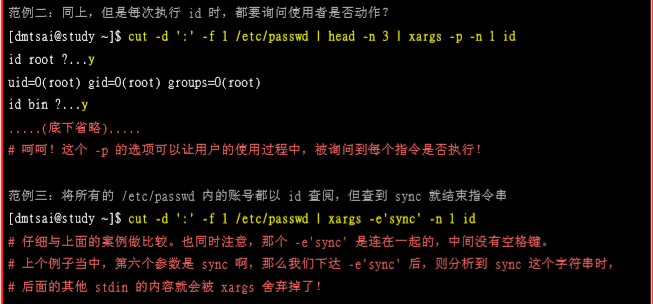 范例二：同上，但是每次执行 id 时，都要询问使用者是否动作？
[dmtsai@study ~]$ cut -d ':' -f 1 /etc/passwd | head -n 3 | xargs -p -n 1 id
id root ?...y
uid=0(root) gid=0(root) groups=0(root)
id bin ?...y
.....(底下省略).....
# 呵呵！这个 -p 的选项可以让用户的使用过程中，被询问到每个指令是否执行！
范例三：将所有的 /etc/passwd 内的账号都以 id 查阅，但查到 sync 就结束指令串
[dmtsai@study ~]$ cut -d ':' -f 1 /etc/passwd | xargs -e'sync' -n 1 id
# 仔细与上面的案例做比较。也同时注意，那个 -e'sync' 是连在一起的，中间没有空格键。
# 上个例子当中，第六个参数是 sync 啊，那么我们下达 -e'sync' 后，则分析到 sync 这个字符串时，
# 后面的其他 stdin 的内容就会被 xargs 舍弃掉了！